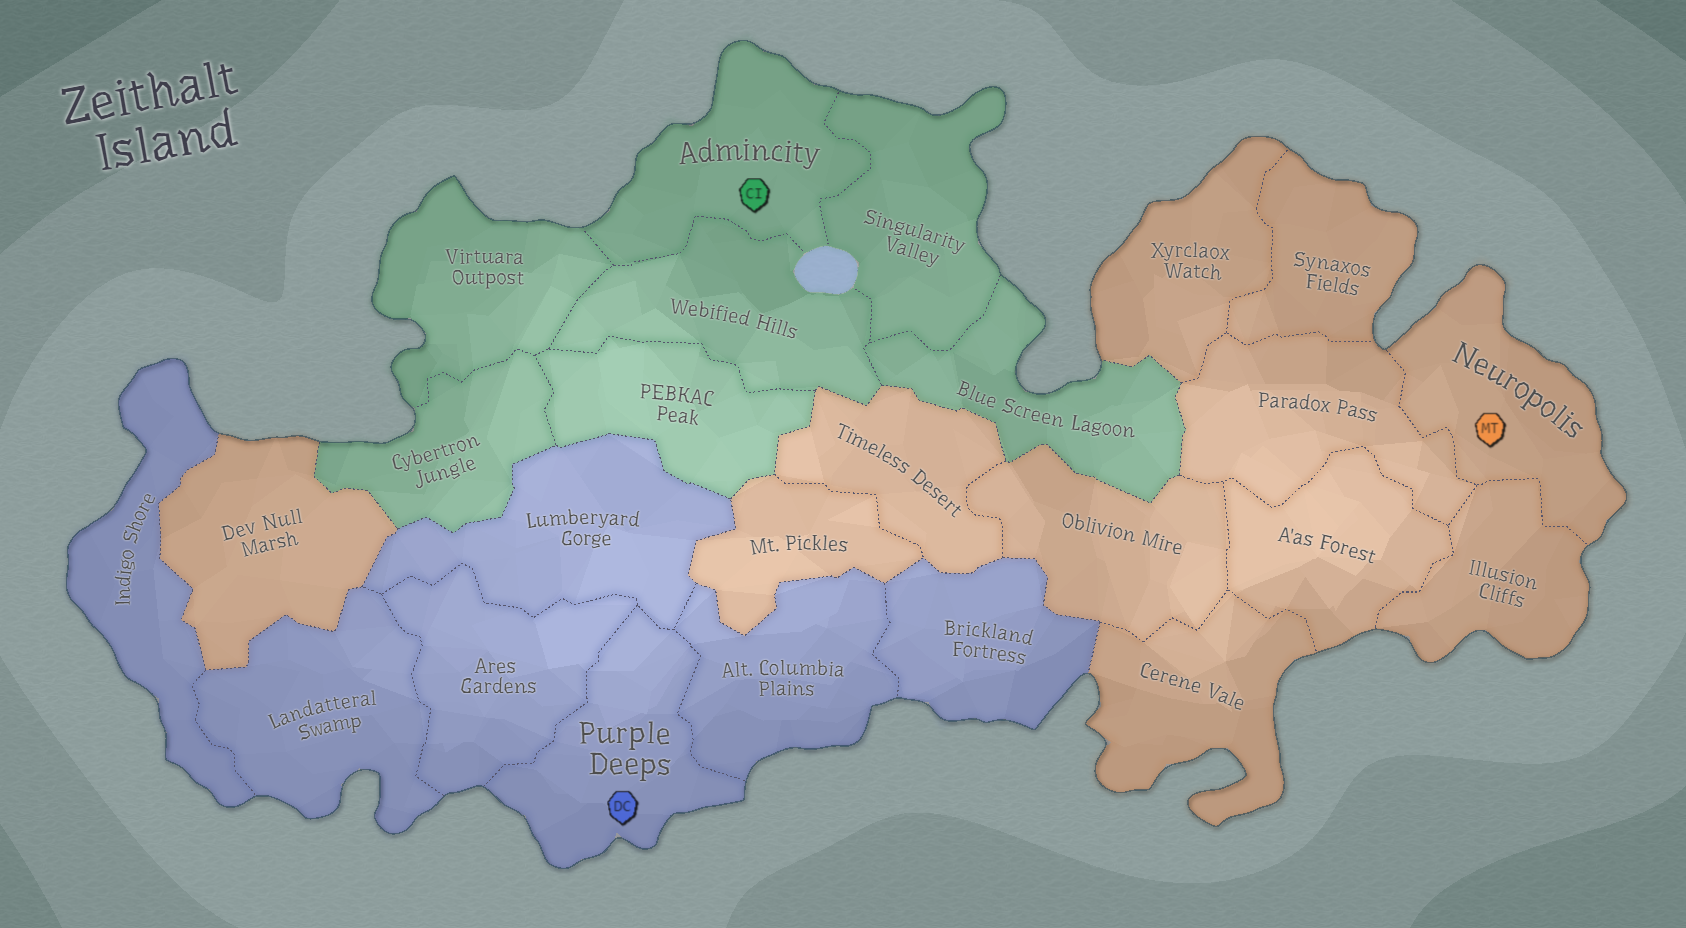 Zeithalt
Island
Admincity
CI
Singularity
Valley
Virtuara
Outpost
Xyrclaox
Watch
Synaxos
Fields
Webified Hills
Neuropolis
MT
PEBKAC
Peak
Blue Screen Lagoon
Paradox Pass
Cybertron
Jungle
Timeless Desert
Indigo Shore
Dev Null
Marsh
Lumberyard
Gorge
Mt. Pickles
Oblivion Mire
A'as Forest
Illusion
Cliffs
Brickland
Fortress
Ares
Gardens
Alt. Columbia
Plains
Cerene Vale
Landatteral
Swamp
Purple
Deeps
DC